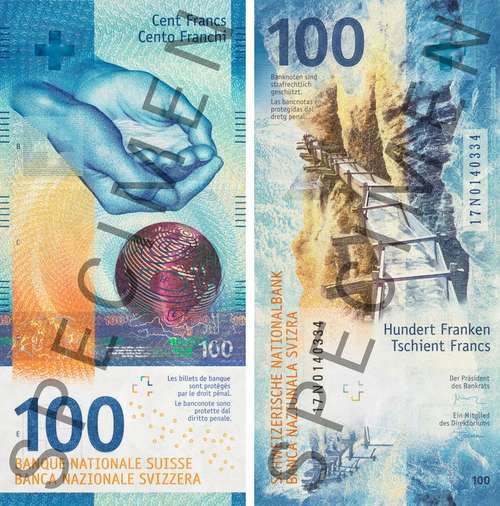 Cent Francs
Cento Franchi
SPECIMEN
100
Les billets de banque
sont protégés
par le droit pénal.
Le banconote sono
protette dal
diritto penale.
100
BANQUE NATIONALE SUISSE
BANCA NAZIONALE SVIZZERA
100
Banknoten sind
strafrechtlich
geschützt.
Las bancnotas èn
protegidas dal
dretg penal.
SPECIMEN
17N0140334
SCHWEIZERISCHE NATIONALBANK
BANCA NAZIUNALA SVIZRA
17N0140334
Hundert Franken
Tschient Francs
Der Präsident
des Bankrats
Ein Mitglied
des Direktoriums
100